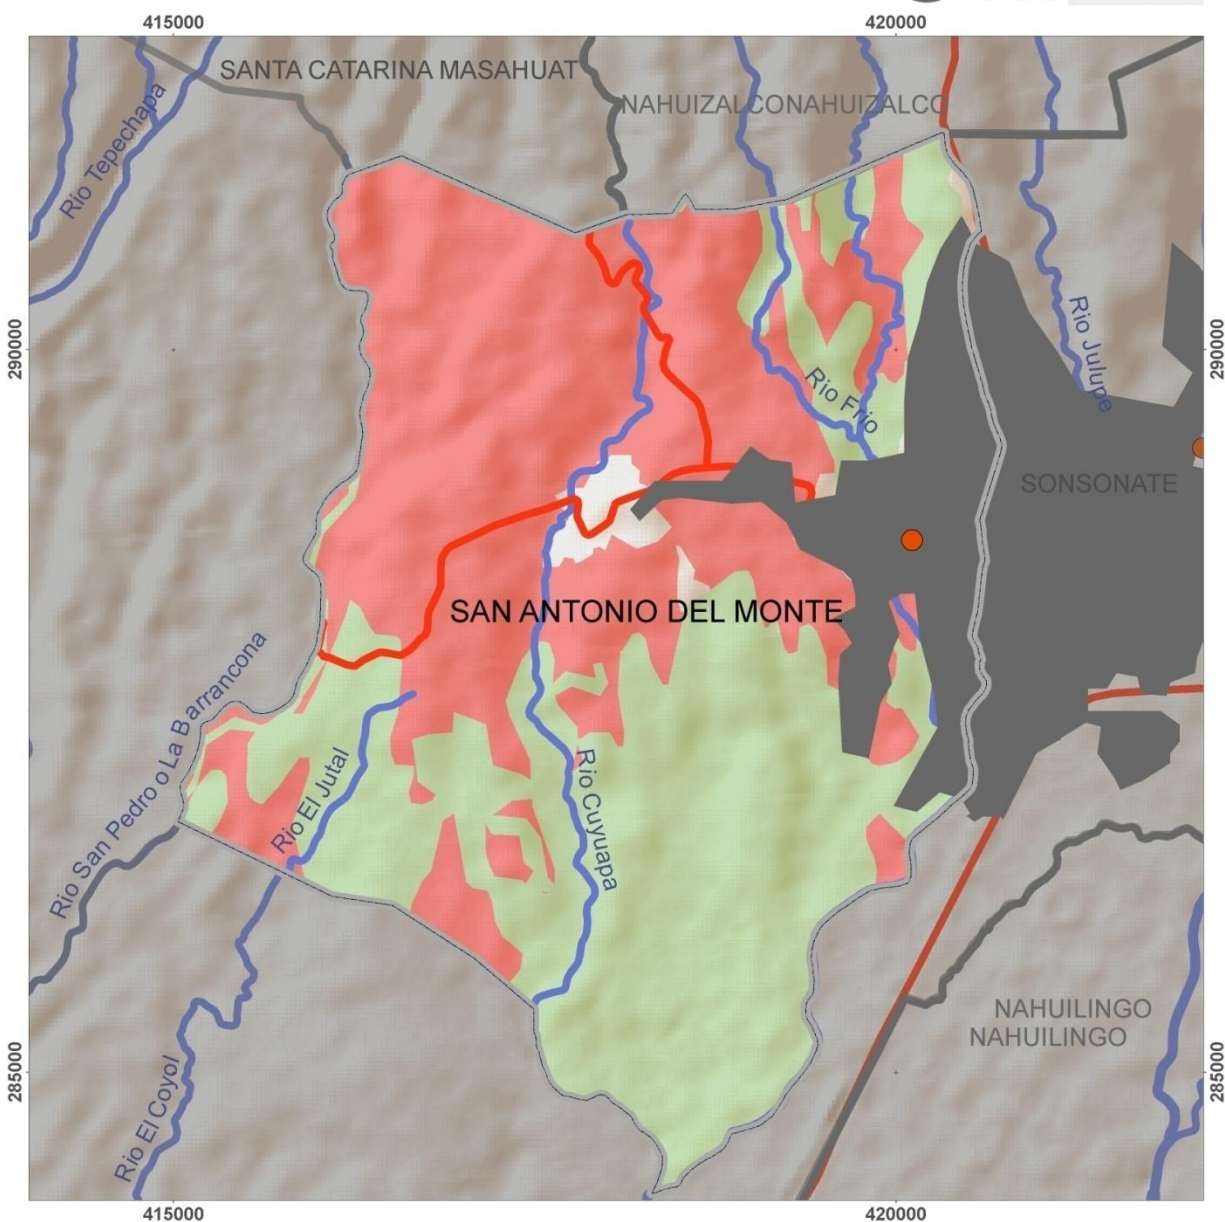 415000
420000
SANTA CATARINA MASAHUAT
NAHUIZALCONAHUIZALCO
Rio Tepechapa
290000
290000
Rio Julupe
Rio Frio
SONSONATE
SAN ANTONIO DEL MONTE
Rio San Pedro o La Barrancona
Rio El Jutal
Rio Cuyuapa
NAHUILINGO
NAHUILINGO
285000
285000
Rio El Coyol
415000
420000